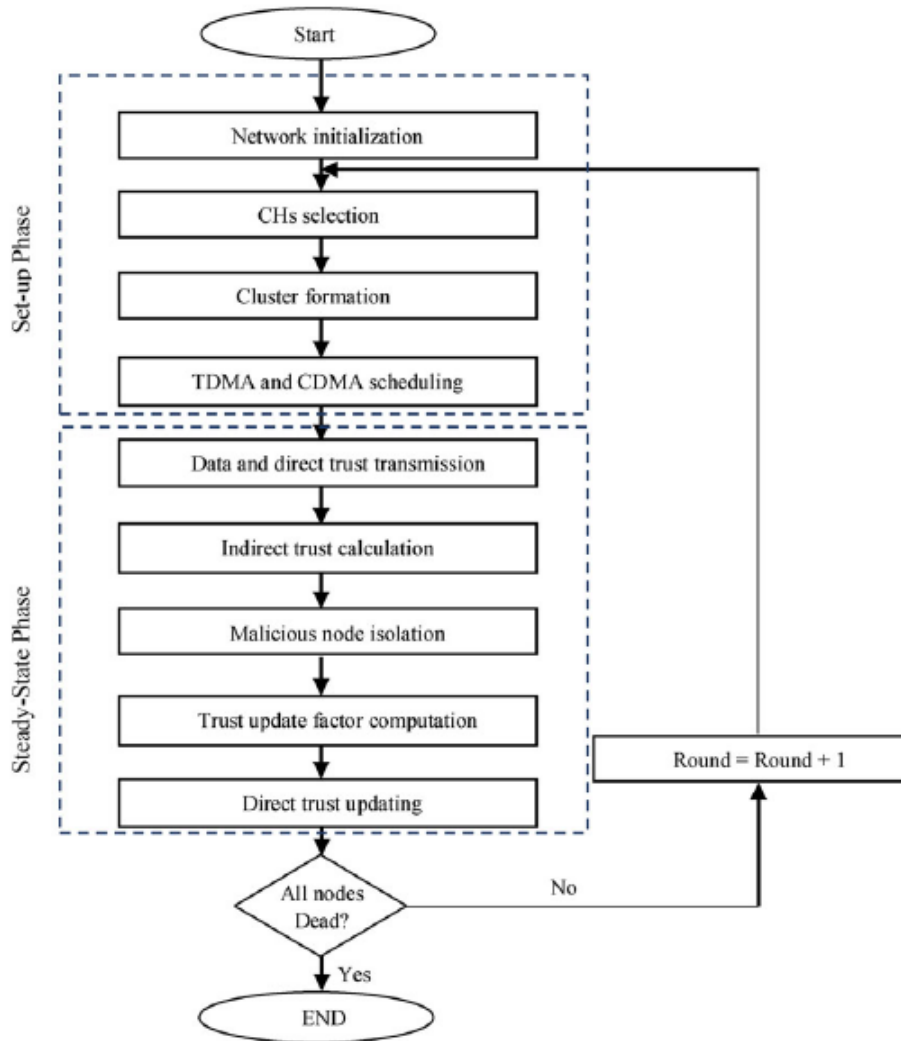 Start
Set-up Phase
Network initialization
CHs selection
Cluster formation
TDMA and CDMA scheduling
Steady-State Phase
Data and direct trust transmission
Indirect trust calculation
Malicious node isolation
Trust update factor computation
Round = Round + 1
Direct trust updating
All nodes
Dead?
No
Yes
END